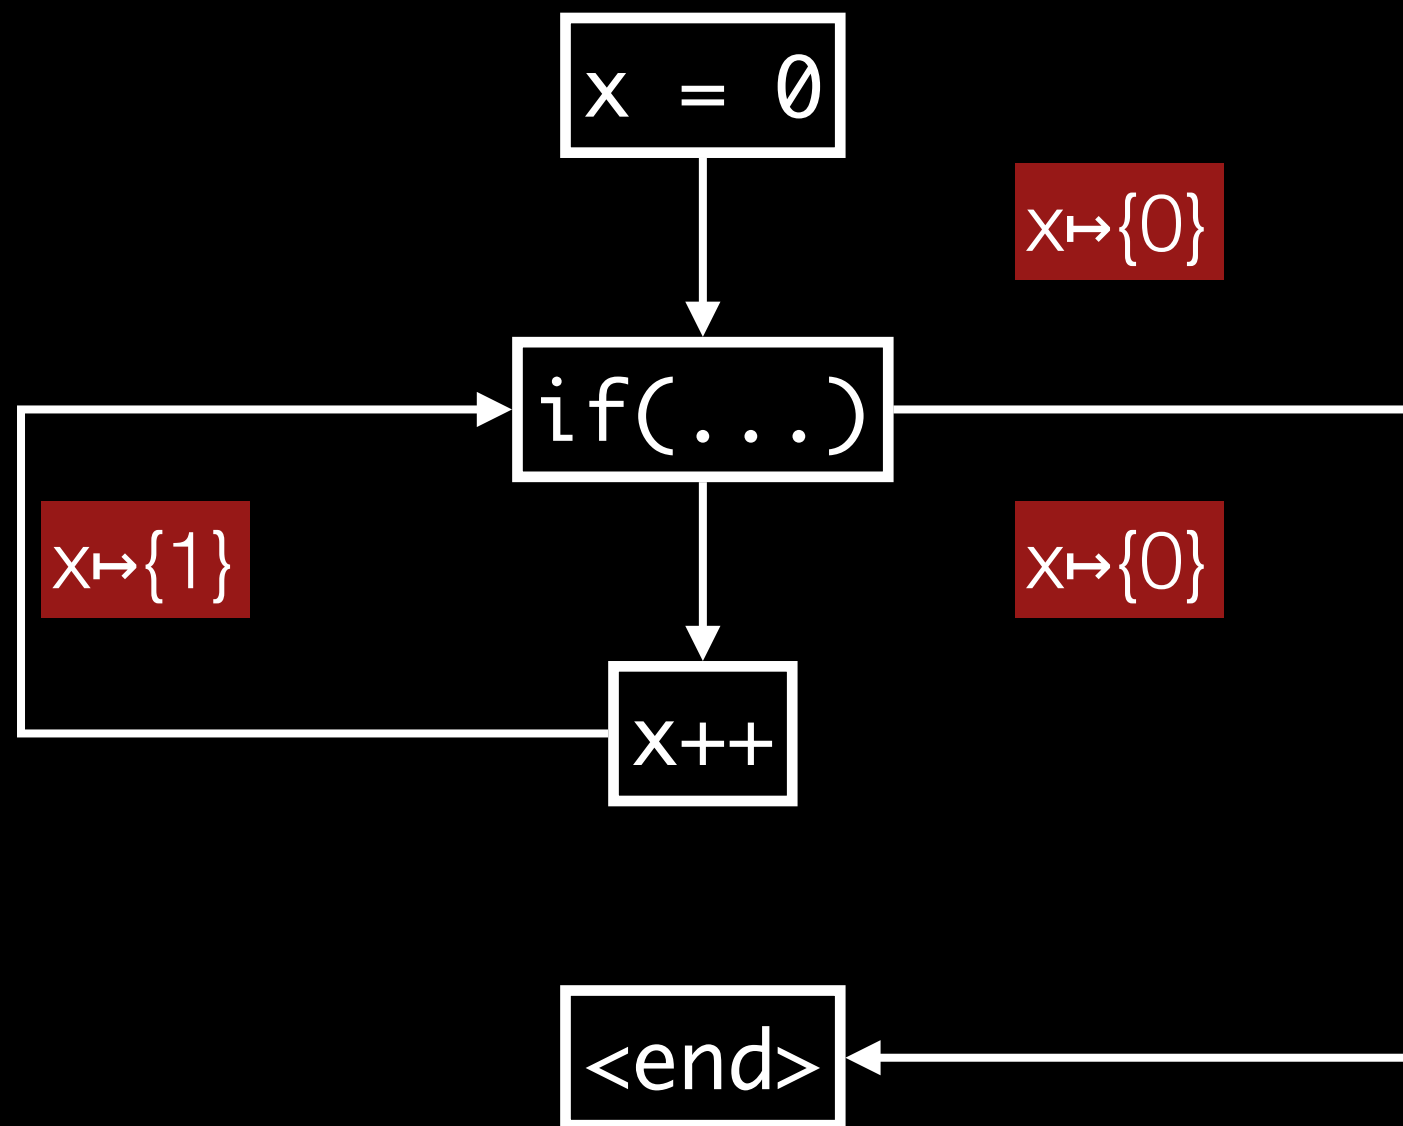 x = 0
x↦{0}
if(...)
x↦{1}
x↦{0}
x++
<end>